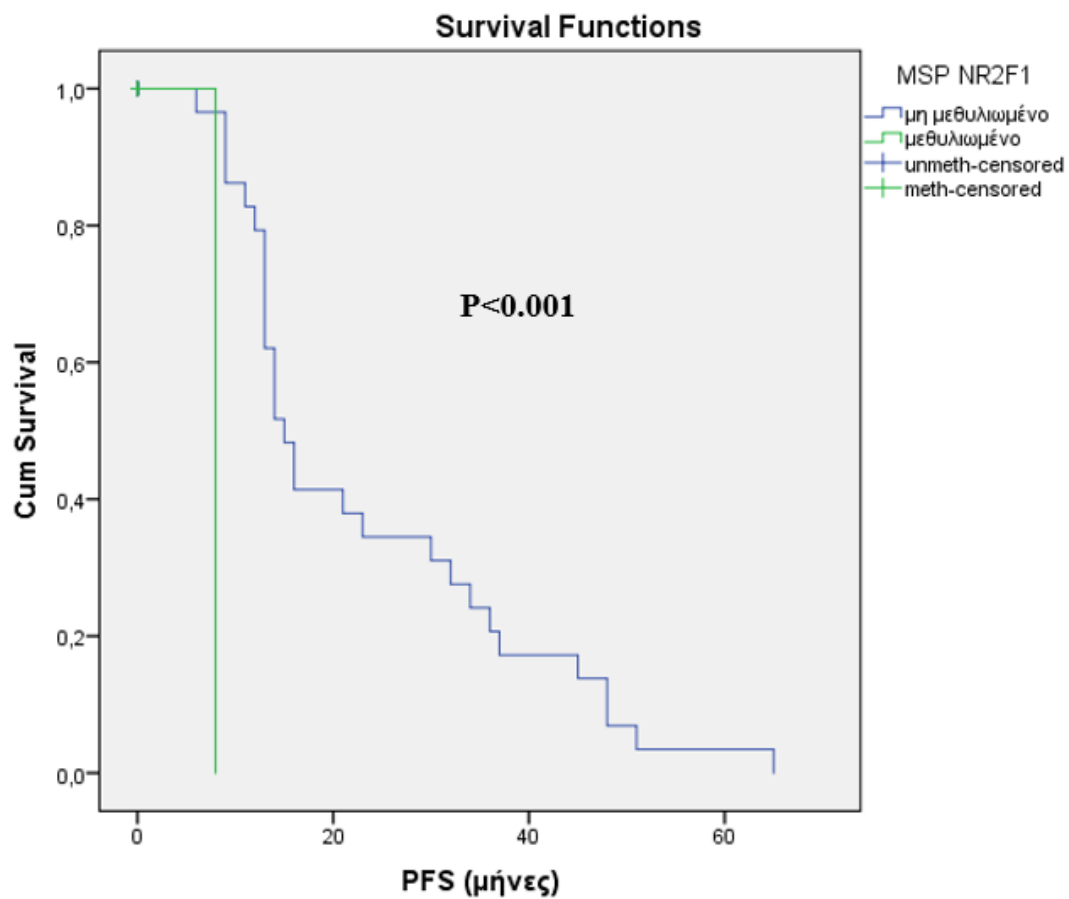 Survival Functions
MSP NR2F1
μη μεθυλιωμένο
μεθυλιωμένο
unmeth-censored
meth-censored
P<0.001
Cum Survival
1,0
0,8
0,6
0,4
0,2
0,0
0 20 40 60
PFS (μήνες)